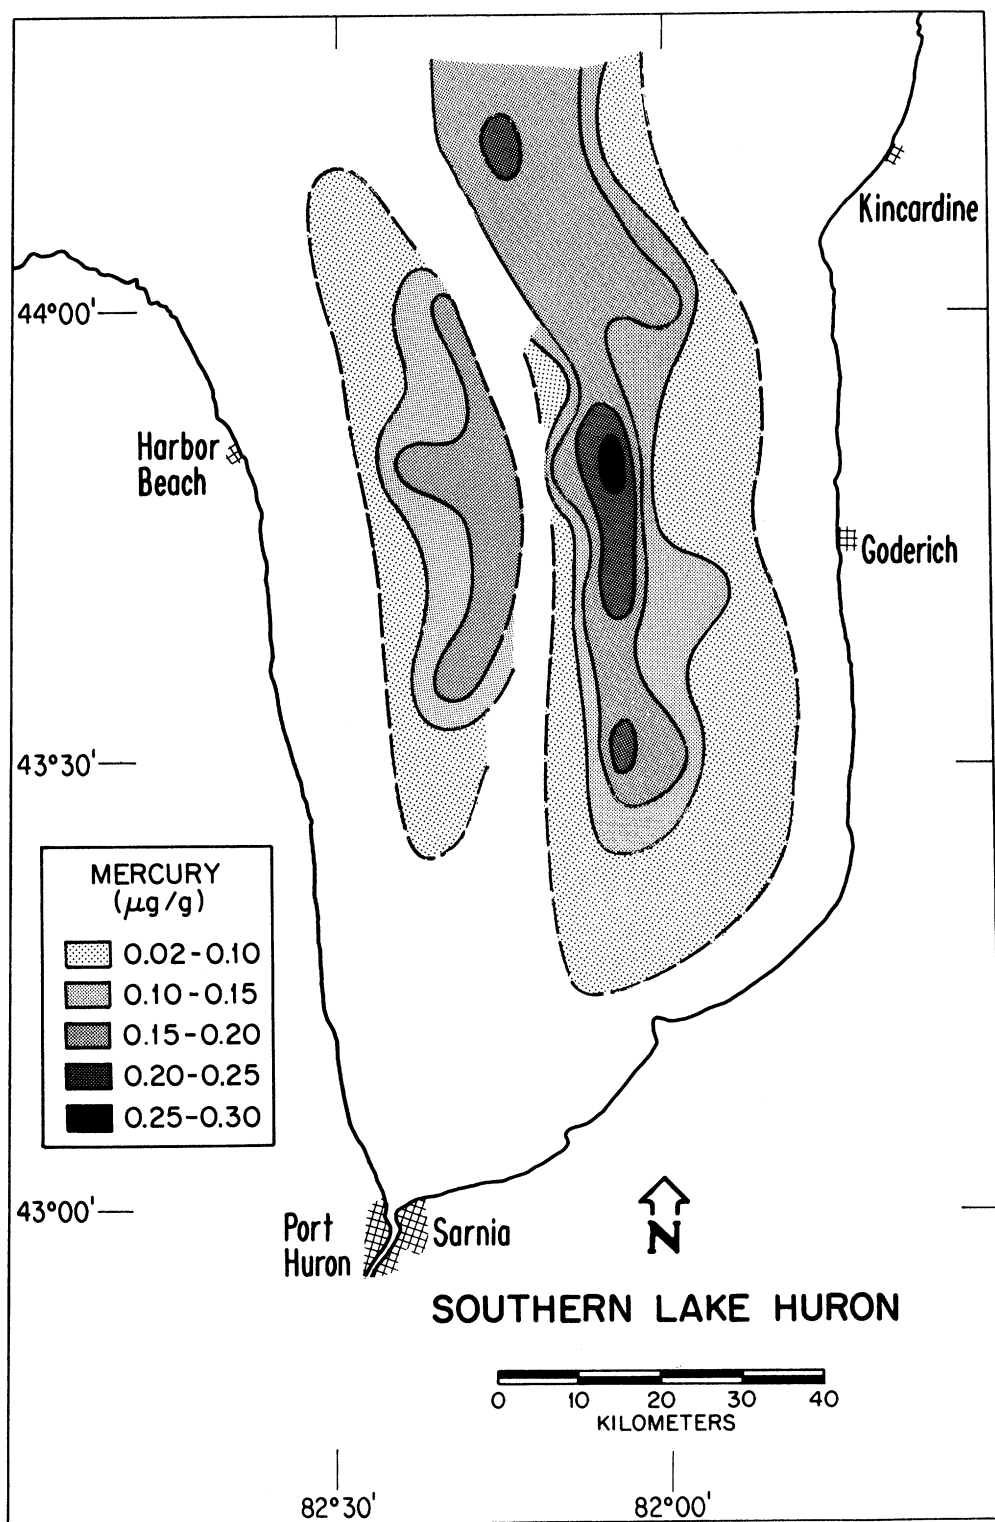 Kincardine
44°00'
Harbor
Beach
Goderich
43°30'
MERCURY
(μg/g)
0.02-0.10
0.10-0.15
0.15-0.20
0.20-0.25
0.25-0.30
43°00'
Port
Huron
Sarnia
N
SOUTHERN LAKE HURON
0 10 20 30 40
KILOMETERS
82°30' 82°00'